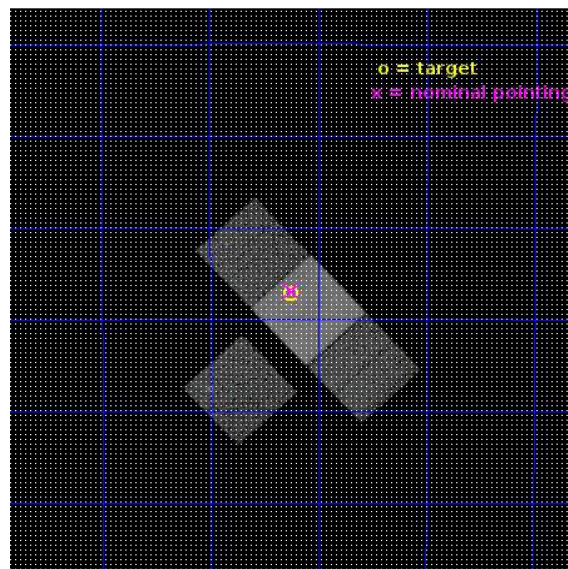 o = target
x = nominal pointing